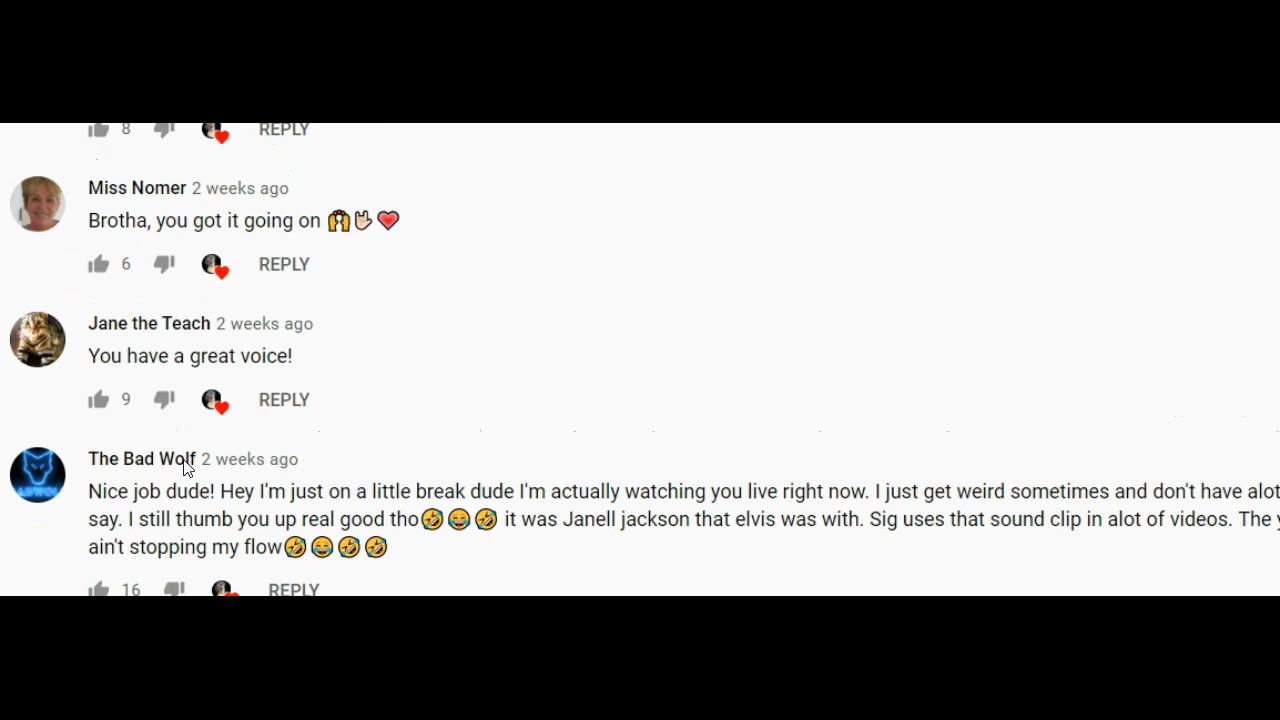 8 REPLY
Miss Nomer 2 weeks ago
Brotha, you got it going on 🙌🤟❤️
6 REPLY
Jane the Teach 2 weeks ago
You have a great voice!
9 REPLY
The Bad Wolf 2 weeks ago
Nice job dude! Hey I'm just on a little break dude I'm actually watching you live right now. I just get weird sometimes and don't have alot
say. I still thumb you up real good tho🤣😂🤣 it was Janell jackson that elvis was with. Sig uses that sound clip in alot of videos. The
ain't stopping my flow🤣😂🤣🤣
16 REPLY